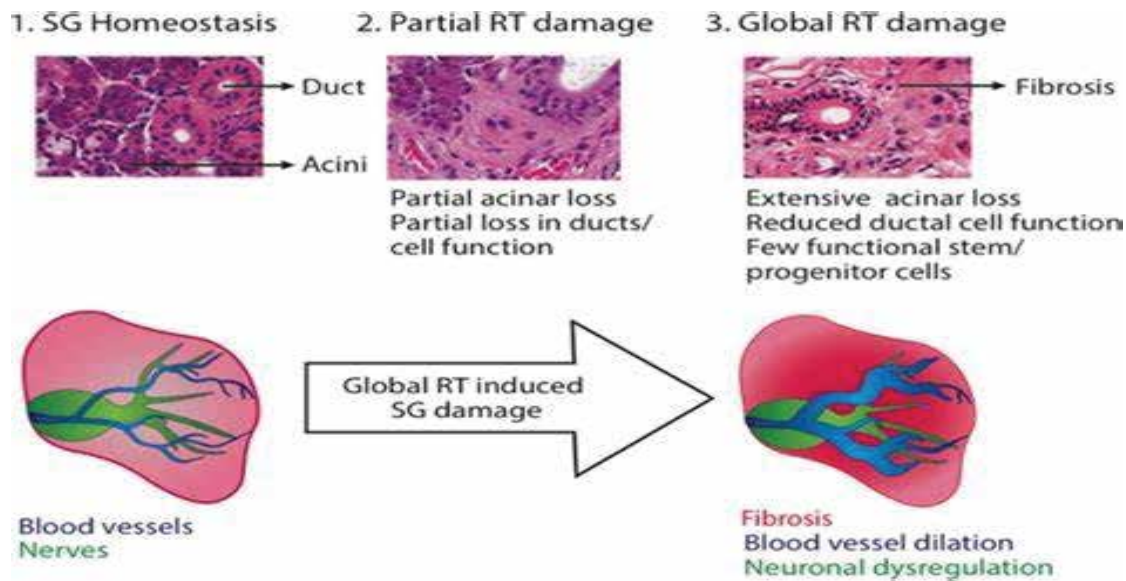 1. SG Homeostasis
2. Partial RT damage
3. Global RT damage
Duct
Acini
Fibrosis
Partial acinar loss
Partial loss in ducts/
cell function
Extensive acinar loss
Reduced ductal cell function
Few functional stem/
progenitor cells
Global RT induced
SG damage
Blood vessels
Nerves
Fibrosis
Blood vessel dilation
Neuronal dysregulation